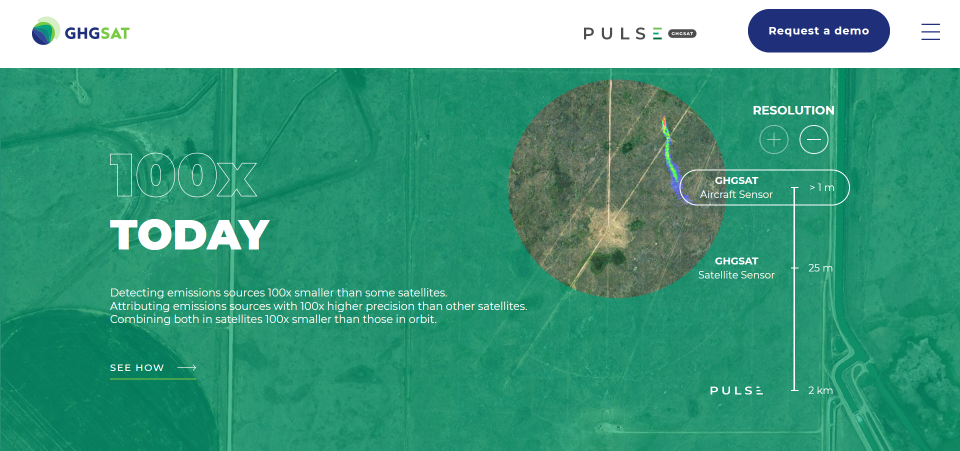 GHGSAT
PULSE GHGSAT
Request a demo
100x
TODAY
Detecting emissions sources 100x smaller than some satellites.
Attributing emissions sources with 100x higher precision than other satellites.
Combining both in satellites 100x smaller than those in orbit.
SEE HOW
RESOLUTION
GHGSAT
Aircraft Sensor
> 1 m
GHGSAT
Satellite Sensor
25 m
PULSE
2 km